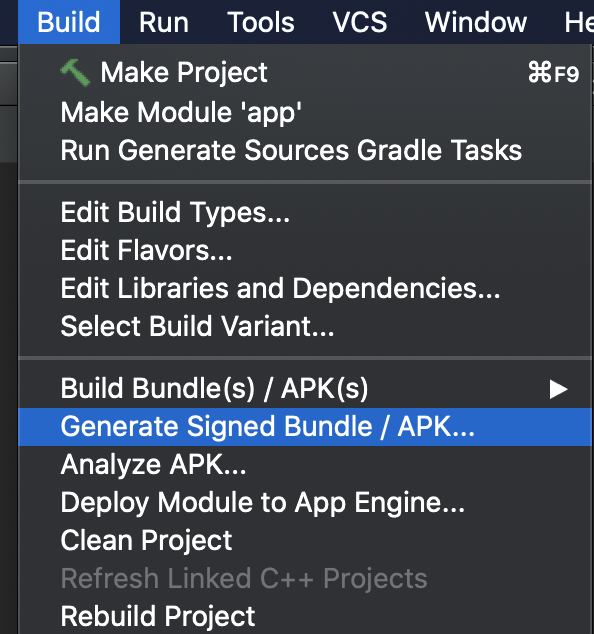 Build Run Tools VCS Window He
Make Project ⌘F9
Make Module 'app'
Run Generate Sources Gradle Tasks
Edit Build Types...
Edit Flavors...
Edit Libraries and Dependencies...
Select Build Variant...
Build Bundle(s) / APK(s)
Generate Signed Bundle / APK...
Analyze APK...
Deploy Module to App Engine...
Clean Project
Refresh Linked C++ Projects
Rebuild Project